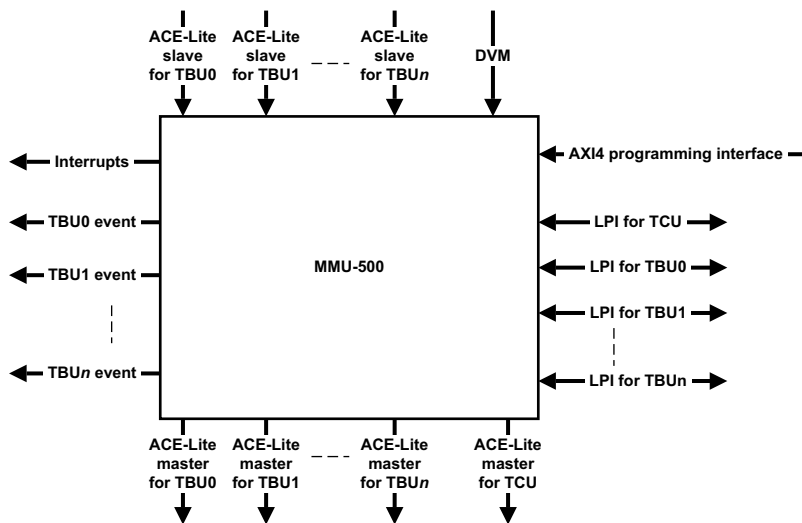 ACE-Lite slave for TBU0
ACE-Lite slave for TBU1
ACE-Lite slave for TBUn
DVM
Interrupts
AXI4 programming interface
TBU0 event
LPI for TCU
TBU1 event
MMU-500
LPI for TBU0
LPI for TBU1
TBUn event
LPI for TBUn
ACE-Lite master for TBU0
ACE-Lite master for TBU1
ACE-Lite master for TBUn
ACE-Lite master for TCU